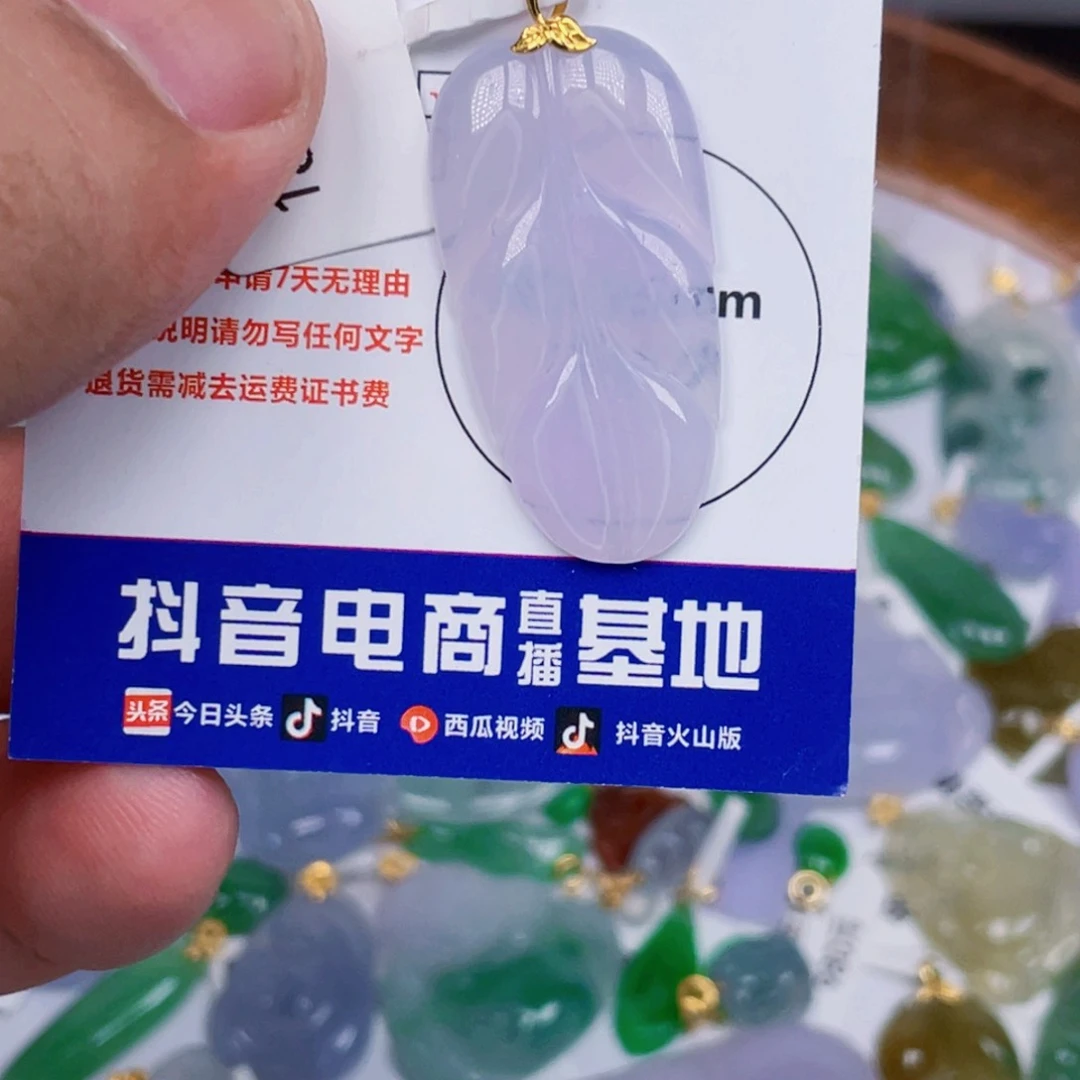 申请7天无理由
说明请勿写任何文字
退货需减去运费证书费
m
抖音电商直播基地
头条 今日头条 抖音 西瓜视频 抖音火山版